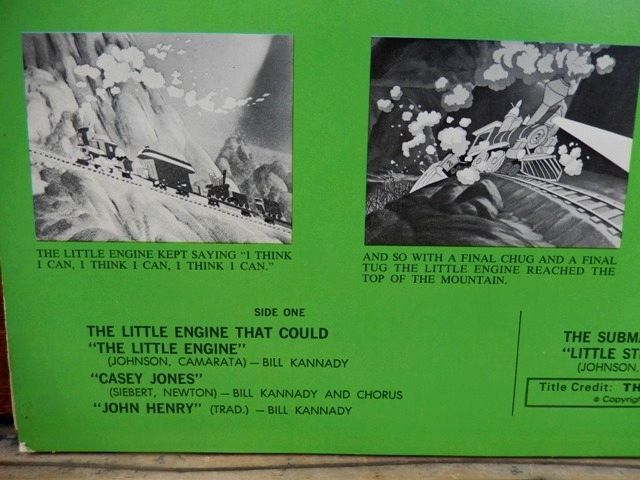 THE LITTLE ENGINE KEPT SAYING "I THINK
I CAN, I THINK I CAN, I THINK I CAN."
AND SO WITH A FINAL CHUG AND A FINAL
TUG THE LITTLE ENGINE REACHED THE
TOP OF THE MOUNTAIN.
SIDE ONE
THE LITTLE ENGINE THAT COULD
"THE LITTLE ENGINE"
(JOHNSON, CAMARATA) — BILL KANNADY
"CASEY JONES"
(SIEBERT, NEWTON) — BILL KANNADY AND CHORUS
"JOHN HENRY" (TRAD.) — BILL KANNADY
THE SUBMA
"LITTLE ST
(JOHNSON,
Title Credit: TH
© Copyrigh